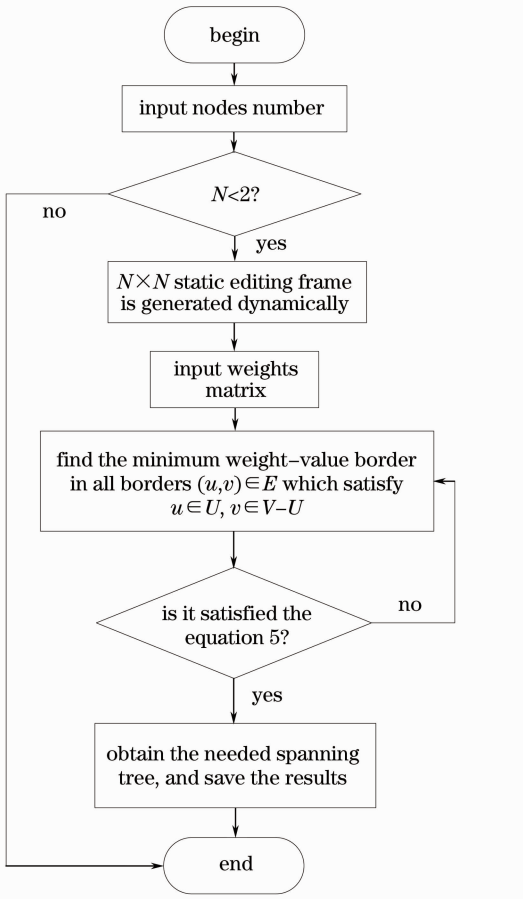 begin
input nodes number
N<2?
no
yes
N×N static editing frame
is generated dynamically
input weights
matrix
find the minimum weight-value border
in all borders (u,v)∈E which satisfy
u∈U, v∈V-U
is it satisfied the
equation 5?
no
yes
obtain the needed spanning
tree, and save the results
end